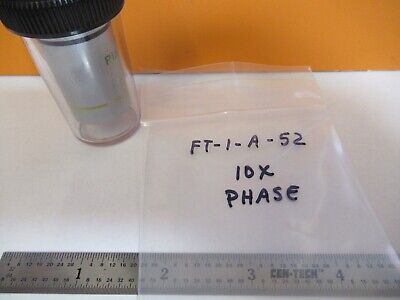 FT-1-A-52
10X
PHASE
1 2 3 CEN-TECH 4